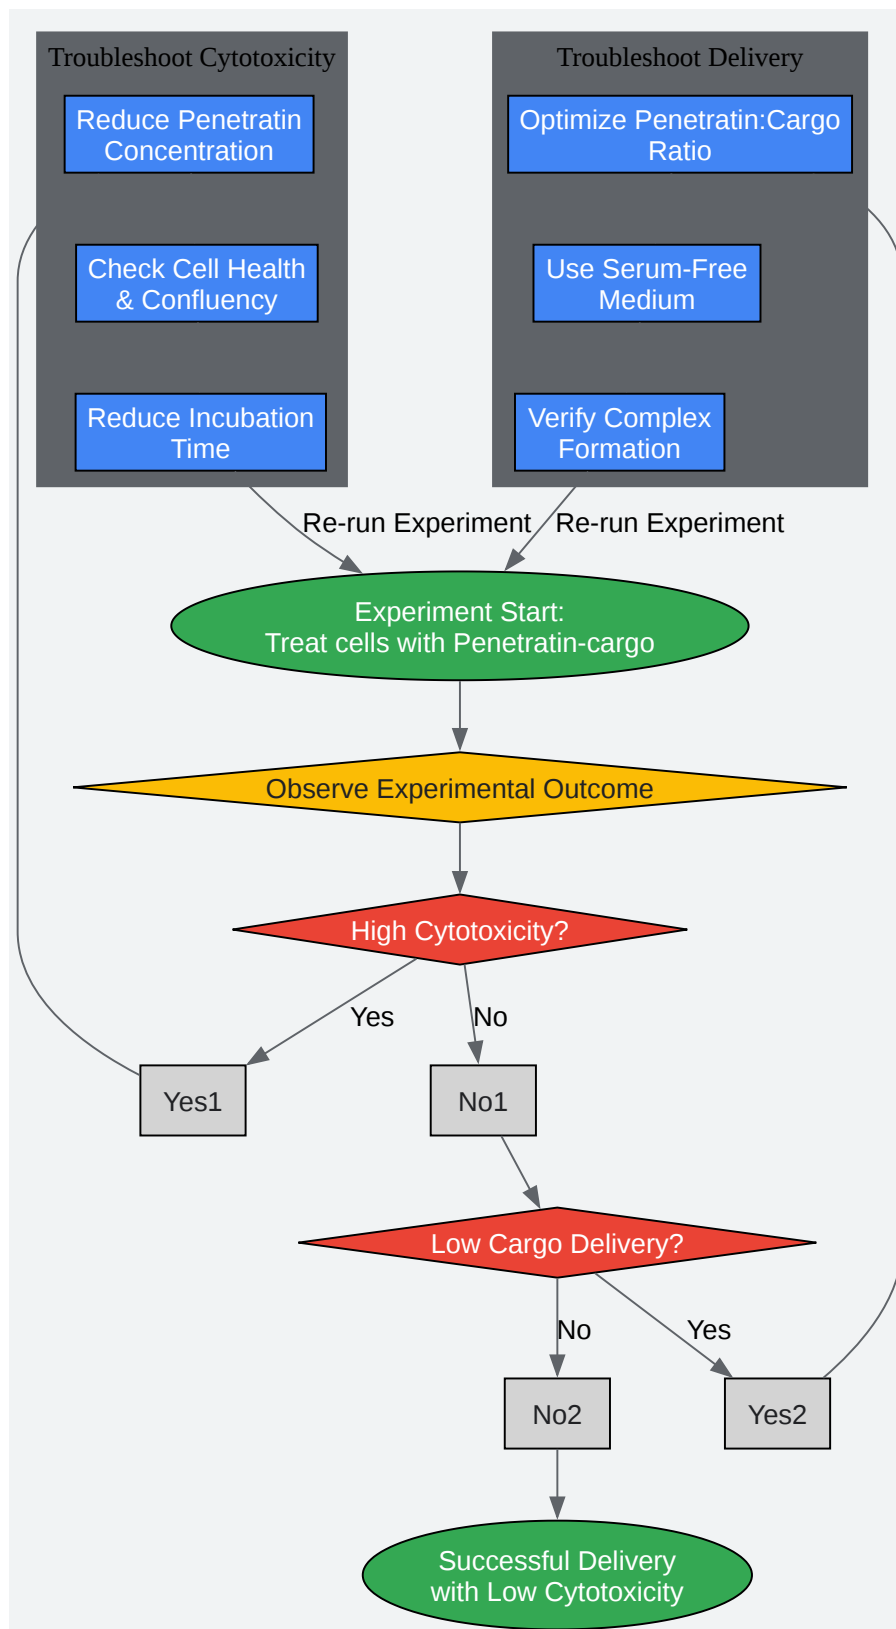 Troubleshoot Cytotoxicity
Reduce Penetratin
Concentration
Check Cell Health
& Confluency
Reduce Incubation
Time
Troubleshoot Delivery
Optimize Penetratin:Cargo
Ratio
Use Serum-Free
Medium
Verify Complex
Formation
Re-run Experiment
Re-run Experiment
Experiment Start:
Treat cells with Penetratin-cargo
Observe Experimental Outcome
High Cytotoxicity?
Yes
No
Yes1
No1
Low Cargo Delivery?
No
Yes
No2
Yes2
Successful Delivery
with Low Cytotoxicity